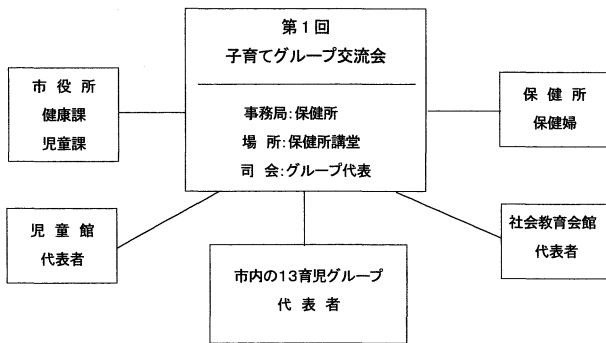 第1回
子育てグループ交流会
事務局:保健所
場 所:保健所講堂
司 会:グループ代表
市 役 所
健康課
児童課
保 健 所
保健婦
児 童 館
代表者
市内の13育児グループ
代 表 者
社会教育会館
代表者